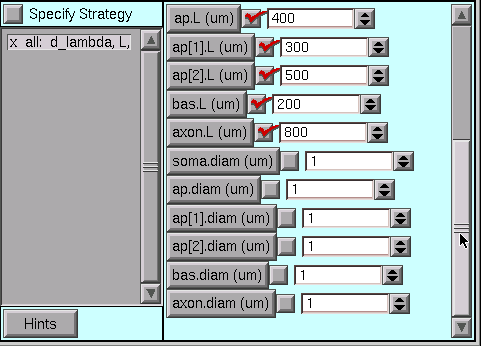 Specify Strategy
x all: d_lambda, L,
Hints
ap.L (um) 400
ap[1].L (um) 300
ap[2].L (um) 500
bas.L (um) 200
axon.L (um) 800
soma.diam (um) 1
ap.diam (um) 1
ap[1].diam (um) 1
ap[2].diam (um) 1
bas.diam (um) 1
axon.diam (um) 1